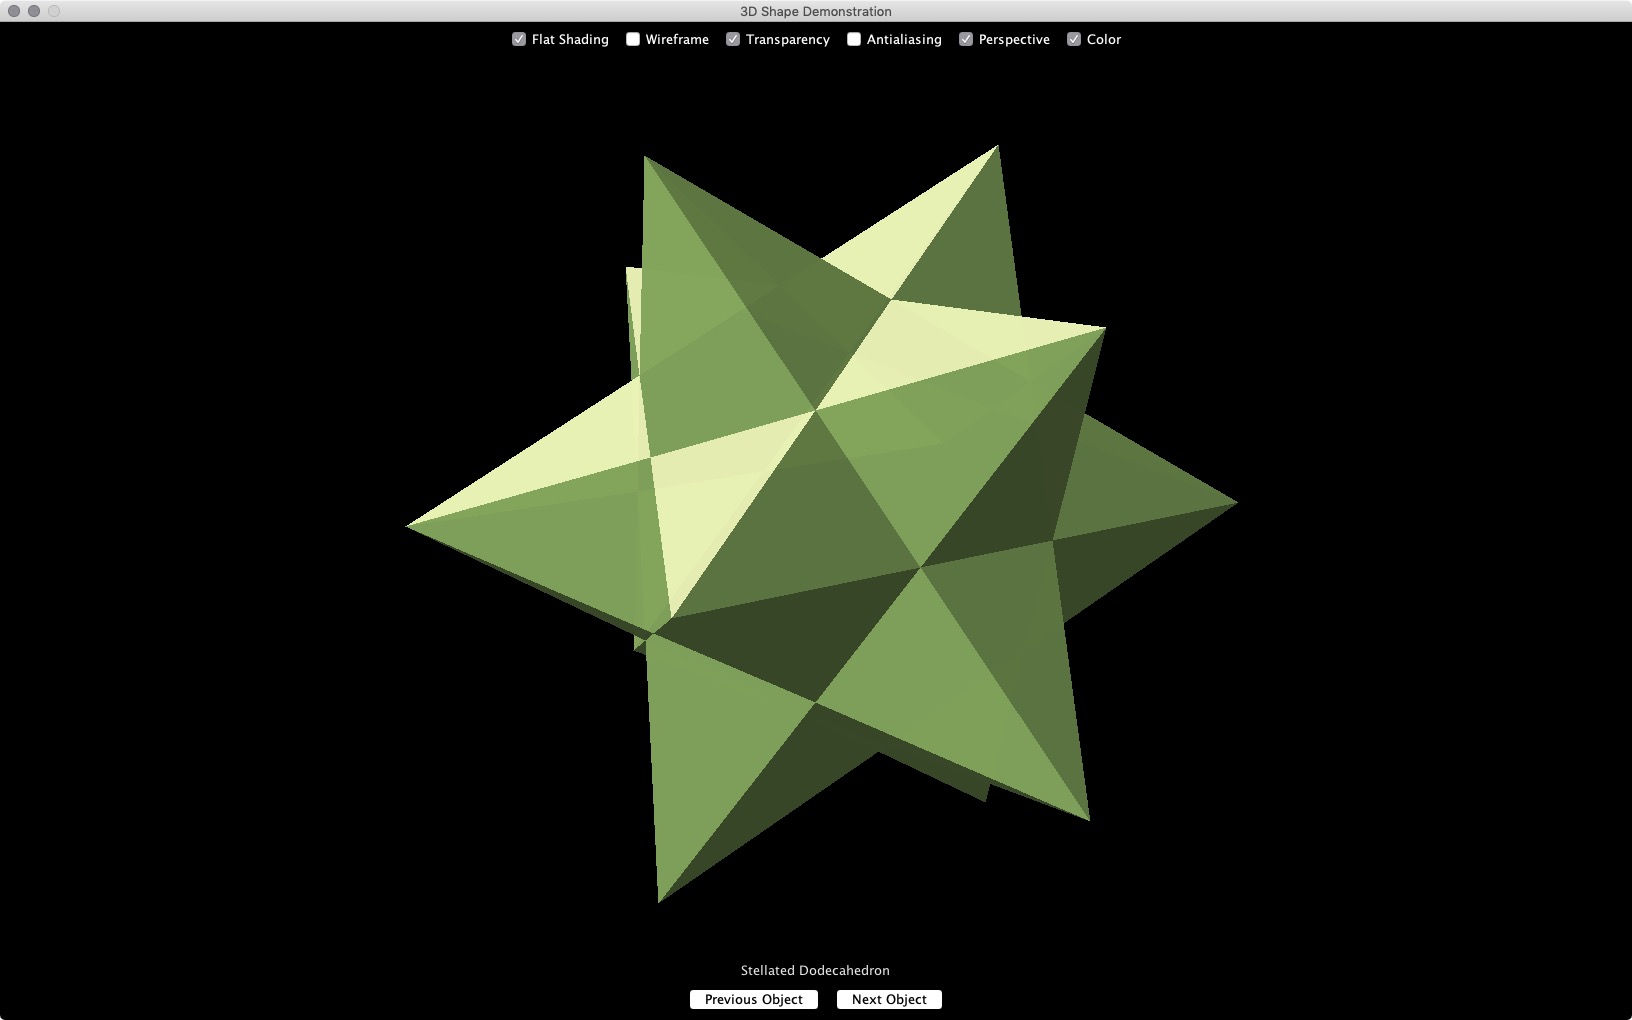 3D Shape Demonstration
Flat Shading Wireframe Transparency Antialiasing Perspective Color
Stellated Dodecahedron
Previous Object Next Object